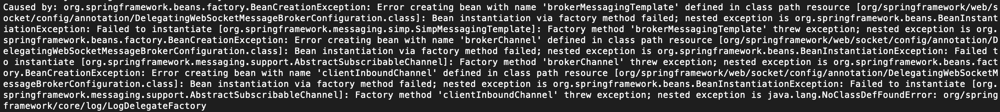 Caused by: org.springframework.beans.factory.BeanCreationException: Error creating bean with name 'brokerMessagingTemplate' defined in class path resource [org/springframework/web/s
ocket/config/annotation/DelegatingWebSocketMessageBrokerConfiguration.class]: Bean instantiation via factory method failed; nested exception is org.springframework.beans.BeanInstant
iationException: Failed to instantiate [org.springframework.messaging.simp.SimpMessagingTemplate]: Factory method 'brokerMessagingTemplate' threw exception; nested exception is org.
springframework.beans.factory.BeanCreationException: Error creating bean with name 'brokerChannel' defined in class path resource [org/springframework/web/socket/config/annotation/D
elegatingWebSocketMessageBrokerConfiguration.class]: Bean instantiation via factory method failed; nested exception is org.springframework.beans.BeanInstantiationException: Failed t
o instantiate [org.springframework.messaging.support.AbstractSubscribableChannel]: Factory method 'brokerChannel' threw exception; nested exception is org.springframework.beans.fact
ory.BeanCreationException: Error creating bean with name 'clientInboundChannel' defined in class path resource [org/springframework/web/socket/config/annotation/DelegatingWebSocketM
essageBrokerConfiguration.class]: Bean instantiation via factory method failed; nested exception is org.springframework.beans.BeanInstantiationException: Failed to instantiate [org.
springframework.messaging.support.AbstractSubscribableChannel]: Factory method 'clientInboundChannel' threw exception; nested exception is java.lang.NoClassDefFoundError: org/spring
framework/core/log/LogDelegateFactory